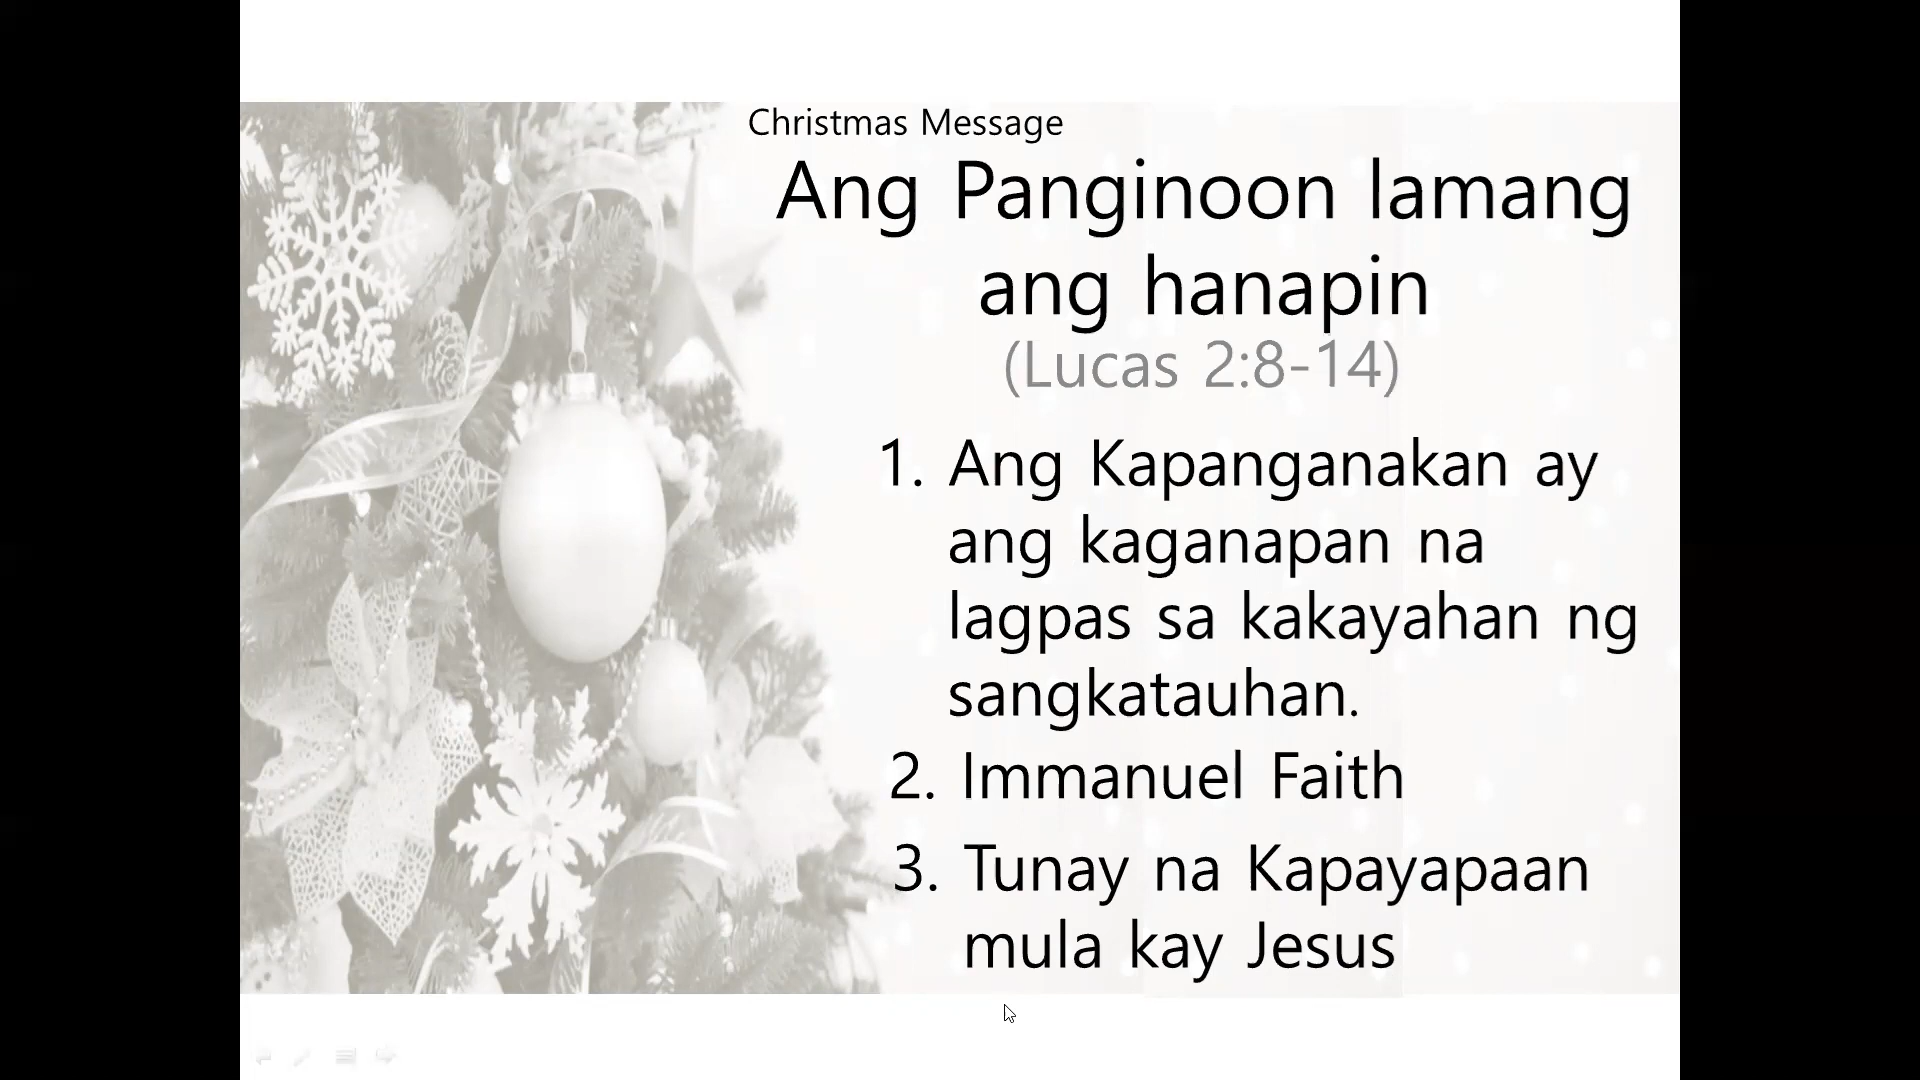 Christmas Message
Ang Panginoon lamang
ang hanapin
(Lucas 2:8-14)
1. Ang Kapanganakan ay
ang kaganapan na
lagpas sa kakayahan ng
sangkatauhan.
2. Immanuel Faith
3. Tunay na Kapayapaan
mula kay Jesus